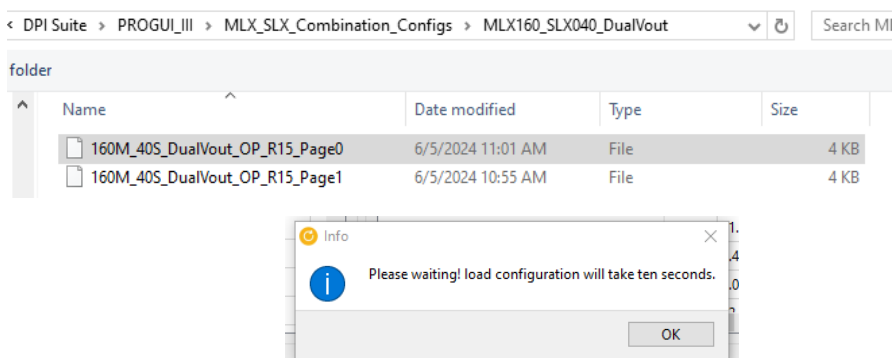 < DPI Suite > PROGUI_III > MLX_SLX_Combination_Configs > MLX160_SLX040_DualVout Search
folder
Name Date modified Type Size
160M_40S_DualVout_OP_R15_Page0 6/5/2024 11:01 AM File 4 KB
160M_40S_DualVout_OP_R15_Page1 6/5/2024 10:55 AM File 4 KB
Info
Please waiting! load configuration will take ten seconds.
OK